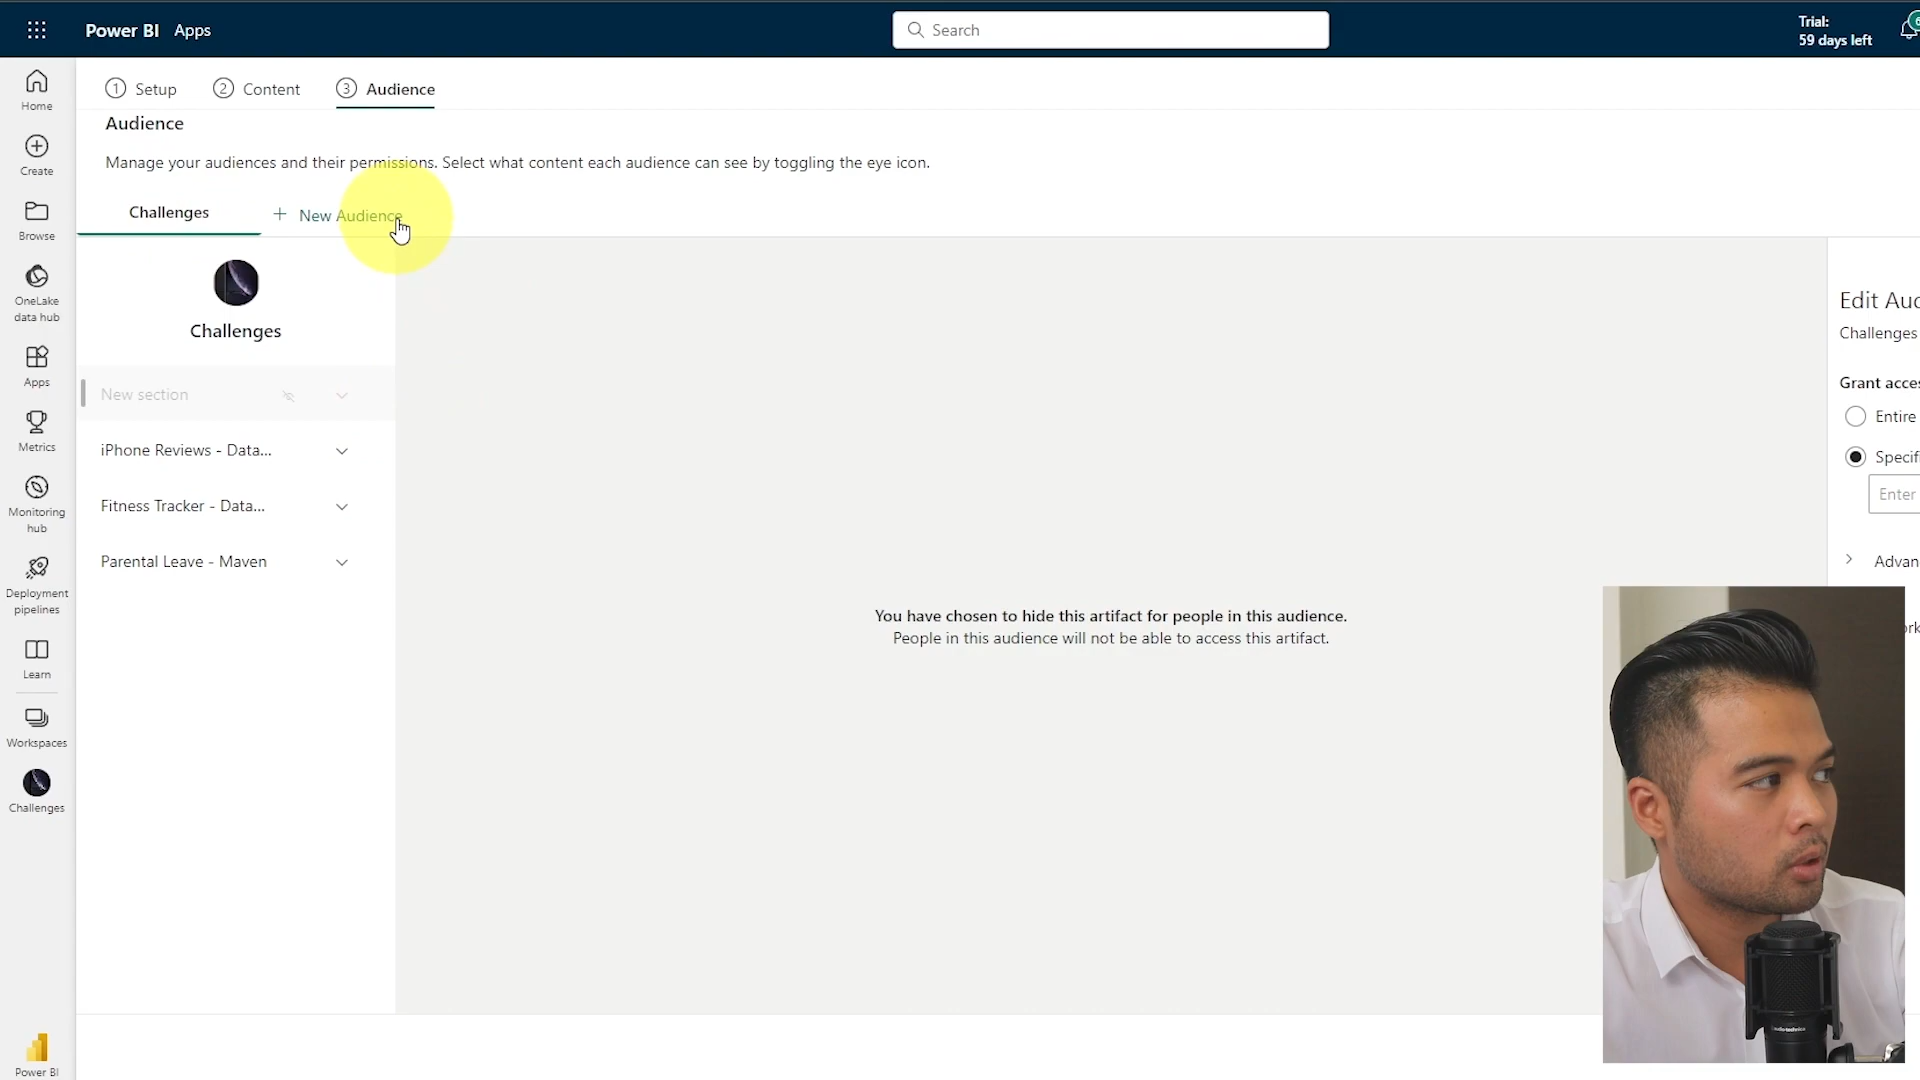 Power BI Apps
Search
Trial:
59 days left
Home
Create
Browse
OneLake
data hub
Apps
Metrics
Monitoring
hub
Deployment
pipelines
Learn
Workspaces
Challenges
Power BI
1 Setup
2 Content
3 Audience
Audience
Manage your audiences and their permissions. Select what content each audience can see by toggling the eye icon.
Challenges
+ New Audience
Challenges
New section
iPhone Reviews - Data...
Fitness Tracker - Data...
Parental Leave - Maven
You have chosen to hide this artifact for people in this audience.
People in this audience will not be able to access this artifact.
Edit Aud
Challenges
Grant acces
Entire
Specifi
Enter
Advan
audio-technica